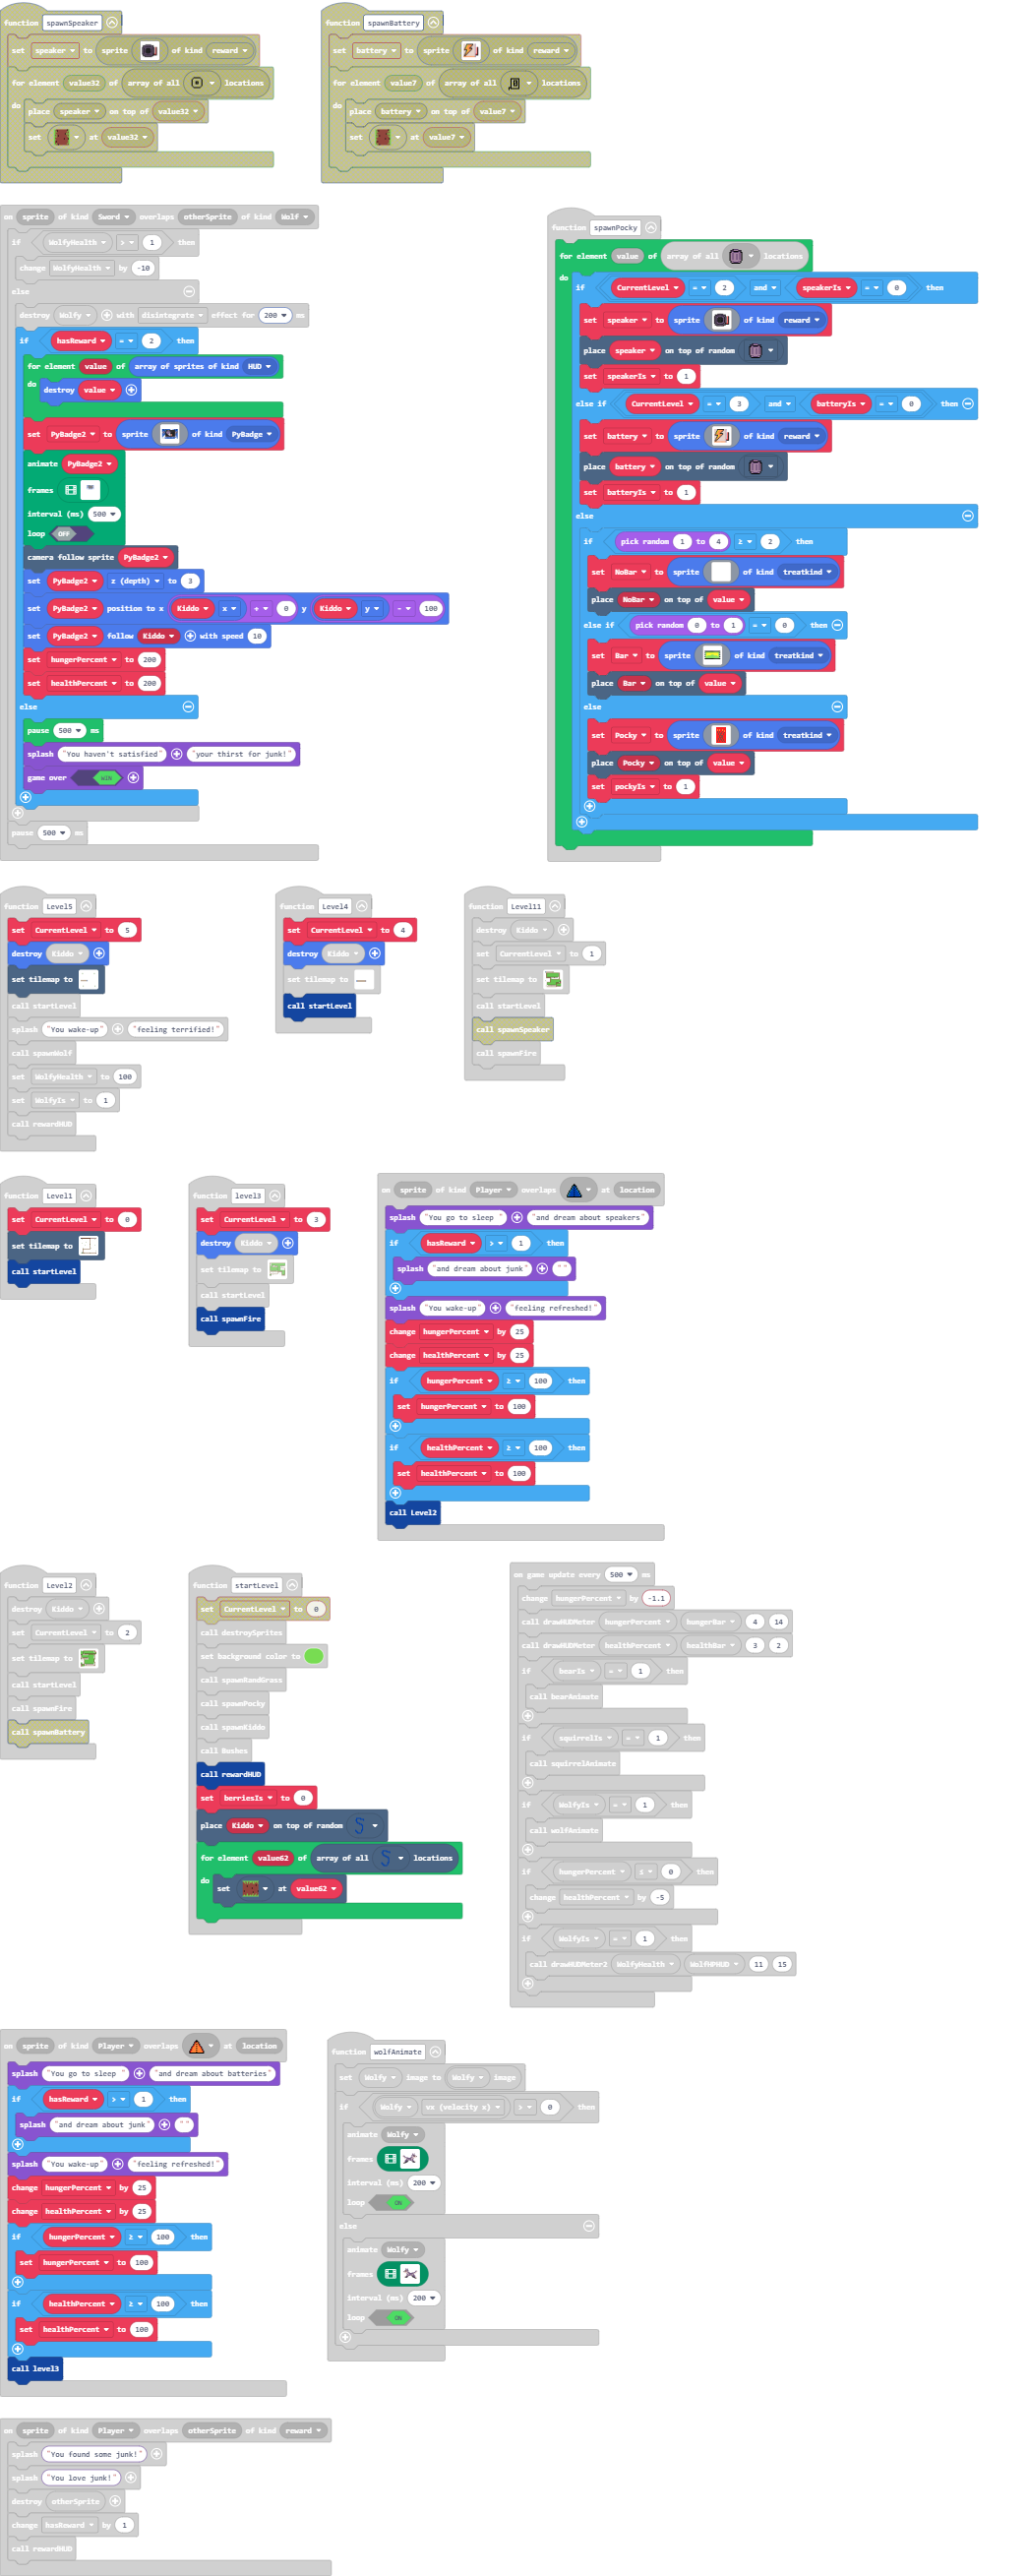 function spawnSpeaker
set speaker to sprite of kind reward
for element value32 of array of all locations
do
place speaker on top of value32
set at value32
function spawnBattery
set battery to sprite of kind reward
for element value7 of array of all locations
do
place battery on top of value7
set at value7
on sprite of kind Sword overlaps otherSprite of kind Wolf
if WolfyHealth > 1 then
change WolfyHealth by -10
else
destroy Wolfy with disintegrate effect for 200 ms
if hasReward = 2 then
for element value of array of sprites of kind HUD
do destroy value
set PyBadge2 to sprite of kind PyBadge
animate PyBadge2
frames
interval (ms) 500
loop OFF
camera follow sprite PyBadge2
set PyBadge2 z (depth) to 3
set PyBadge2 position to x Kiddo x + 0 y Kiddo y - 100
set PyBadge2 follow Kiddo with speed 10
set hungerPercent to 200
set healthPercent to 200
else
pause 500 ms
splash "You haven't satisfied" "your thirst for junk!"
game over WIN
pause 500 ms
function spawnPocky
for element value of array of all locations
do
if CurrentLevel = 2 and speakerIs = 0 then
set speaker to sprite of kind reward
place speaker on top of random
set speakerIs to 1
else if CurrentLevel = 3 and batteryIs = 0 then
set battery to sprite of kind reward
place battery on top of random
set batteryIs to 1
else
if pick random 1 to 4 ≥ 2 then
set NoBar to sprite of kind treatkind
place NoBar on top of value
else if pick random 0 to 1 = 0 then
set Bar to sprite of kind treatkind
place Bar on top of value
else
set Pocky to sprite of kind treatkind
place Pocky on top of value
set pockyIs to 1
function Level5
set CurrentLevel to 5
destroy Kiddo
set tilemap to
call startLevel
splash "You wake-up" "feeling terrified!"
call spawnWolf
set WolfyHealth to 100
set WolfyIs to 1
call rewardHUD
function Level4
set CurrentLevel to 4
destroy Kiddo
set tilemap to
call startLevel
function Level11
destroy Kiddo
set CurrentLevel to 1
set tilemap to
call startLevel
call spawnSpeaker
call spawnFire
function Level1
set CurrentLevel to 0
set tilemap to
call startLevel
function level3
set CurrentLevel to 3
destroy Kiddo
set tilemap to
call startLevel
call spawnFire
on sprite of kind Player overlaps at location
splash "You go to sleep " "and dream about speakers"
if hasReward > 1 then
splash "and dream about junk" ""
splash "You wake-up" "feeling refreshed!"
change hungerPercent by 25
change healthPercent by 25
if hungerPercent ≥ 100 then
set hungerPercent to 100
if healthPercent ≥ 100 then
set healthPercent to 100
call Level2
function Level2
destroy Kiddo
set CurrentLevel to 2
set tilemap to
call startLevel
call spawnFire
call spawnBattery
function startLevel
set CurrentLevel to 0
call destroySprites
set background color to
call spawnRandGrass
call spawnPocky
call spawnKiddo
call Bushes
call rewardHUD
set berriesIs to 0
place Kiddo on top of random
for element value62 of array of all locations
do set at value62
on game update every 500 ms
change hungerPercent by -1.1
call drawHUDMeter hungerPercent hungerBar 4 14
call drawHUDMeter healthPercent healthBar 3 2
if bearIs = 1 then
call bearAnimate
if squirrelIs = 1 then
call squirrelAnimate
if WolfyIs = 1 then
call wolfAnimate
if hungerPercent ≤ 0 then
change healthPercent by -5
if WolfyIs = 1 then
call drawHUDMeter2 WolfyHealth WolfHPHUD 11 15
on sprite of kind Player overlaps at location
splash "You go to sleep " "and dream about batteries"
if hasReward > 1 then
splash "and dream about junk" ""
splash "You wake-up" "feeling refreshed!"
change hungerPercent by 25
change healthPercent by 25
if hungerPercent ≥ 100 then
set hungerPercent to 100
if healthPercent ≥ 100 then
set healthPercent to 100
call level3
function wolfAnimate
set Wolfy image to Wolfy image
if Wolfy vx (velocity x) > 0 then
animate Wolfy
frames
interval (ms) 200
loop ON
else
animate Wolfy
frames
interval (ms) 200
loop ON
on sprite of kind Player overlaps otherSprite of kind reward
splash "You found some junk!"
splash "You love junk!"
destroy otherSprite
change hasReward by 1
call rewardHUD